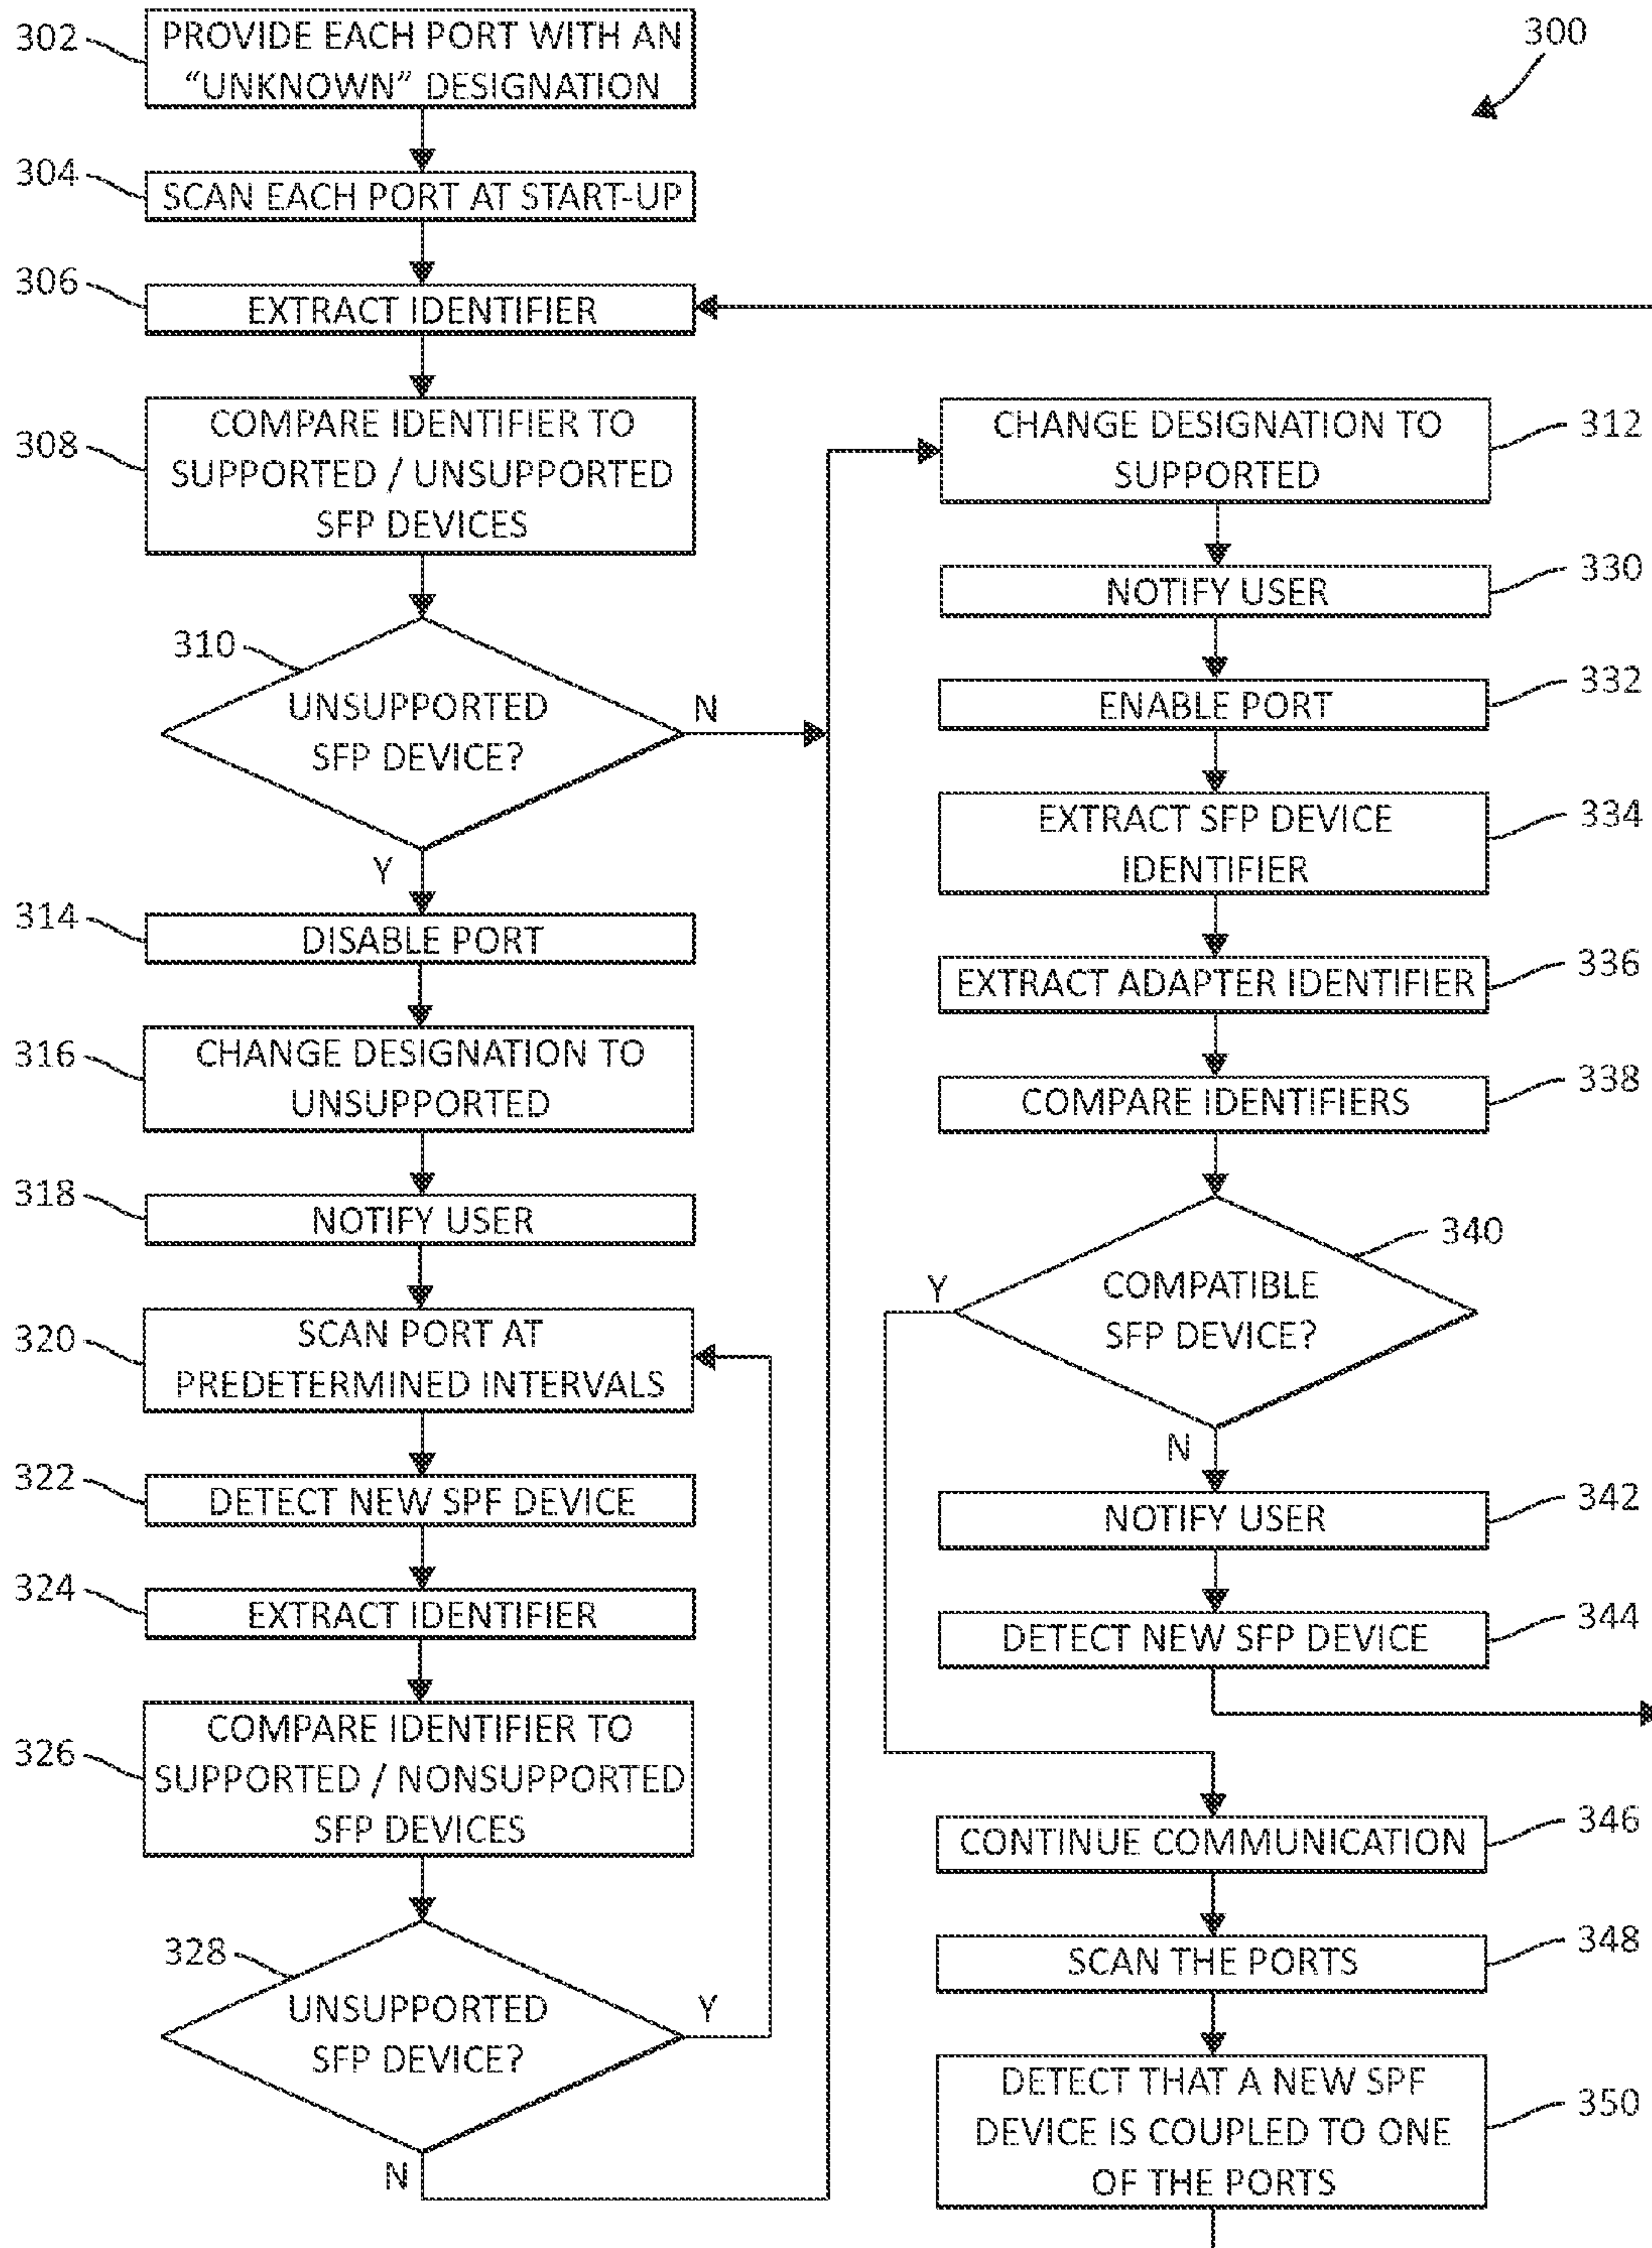 302
PROVIDE EACH PORT WITH AN
“UNKNOWN” DESIGNATION
300
304
SCAN EACH PORT AT START-UP
306
EXTRACT IDENTIFIER
308
COMPARE IDENTIFIER TO
SUPPORTED / UNSUPPORTED
SFP DEVICES
310
UNSUPPORTED
SFP DEVICE?
N
Y
314
DISABLE PORT
316
CHANGE DESIGNATION TO
UNSUPPORTED
318
NOTIFY USER
320
SCAN PORT AT
PREDETERMINED INTERVALS
322
DETECT NEW SPF DEVICE
324
EXTRACT IDENTIFIER
326
COMPARE IDENTIFIER TO
SUPPORTED / NONSUPPORTED
SFP DEVICES
328
UNSUPPORTED
SFP DEVICE?
Y
N
CHANGE DESIGNATION TO
SUPPORTED
312
NOTIFY USER
330
ENABLE PORT
332
EXTRACT SFP DEVICE
IDENTIFIER
334
EXTRACT ADAPTER IDENTIFIER
336
COMPARE IDENTIFIERS
338
340
COMPATIBLE
SFP DEVICE?
Y
N
NOTIFY USER
342
DETECT NEW SFP DEVICE
344
CONTINUE COMMUNICATION
346
SCAN THE PORTS
348
DETECT THAT A NEW SPF
DEVICE IS COUPLED TO ONE
OF THE PORTS
350